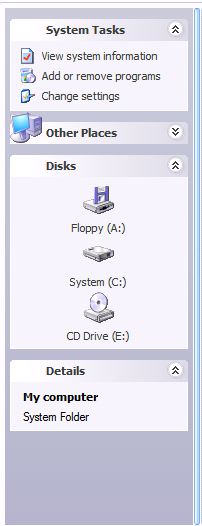 System Tasks
View system information
Add or remove programs
Change settings
Other Places
Disks
Floppy (A:)
System (C:)
CD Drive (E:)
Details
My computer
System Folder